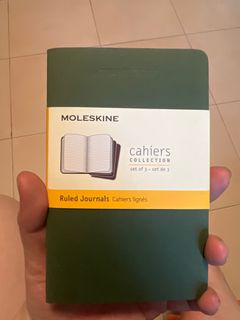 MOLESKINE
cahiers
COLLECTION
set of 3 – set de 3
Ruled Journals Cahiers lignés